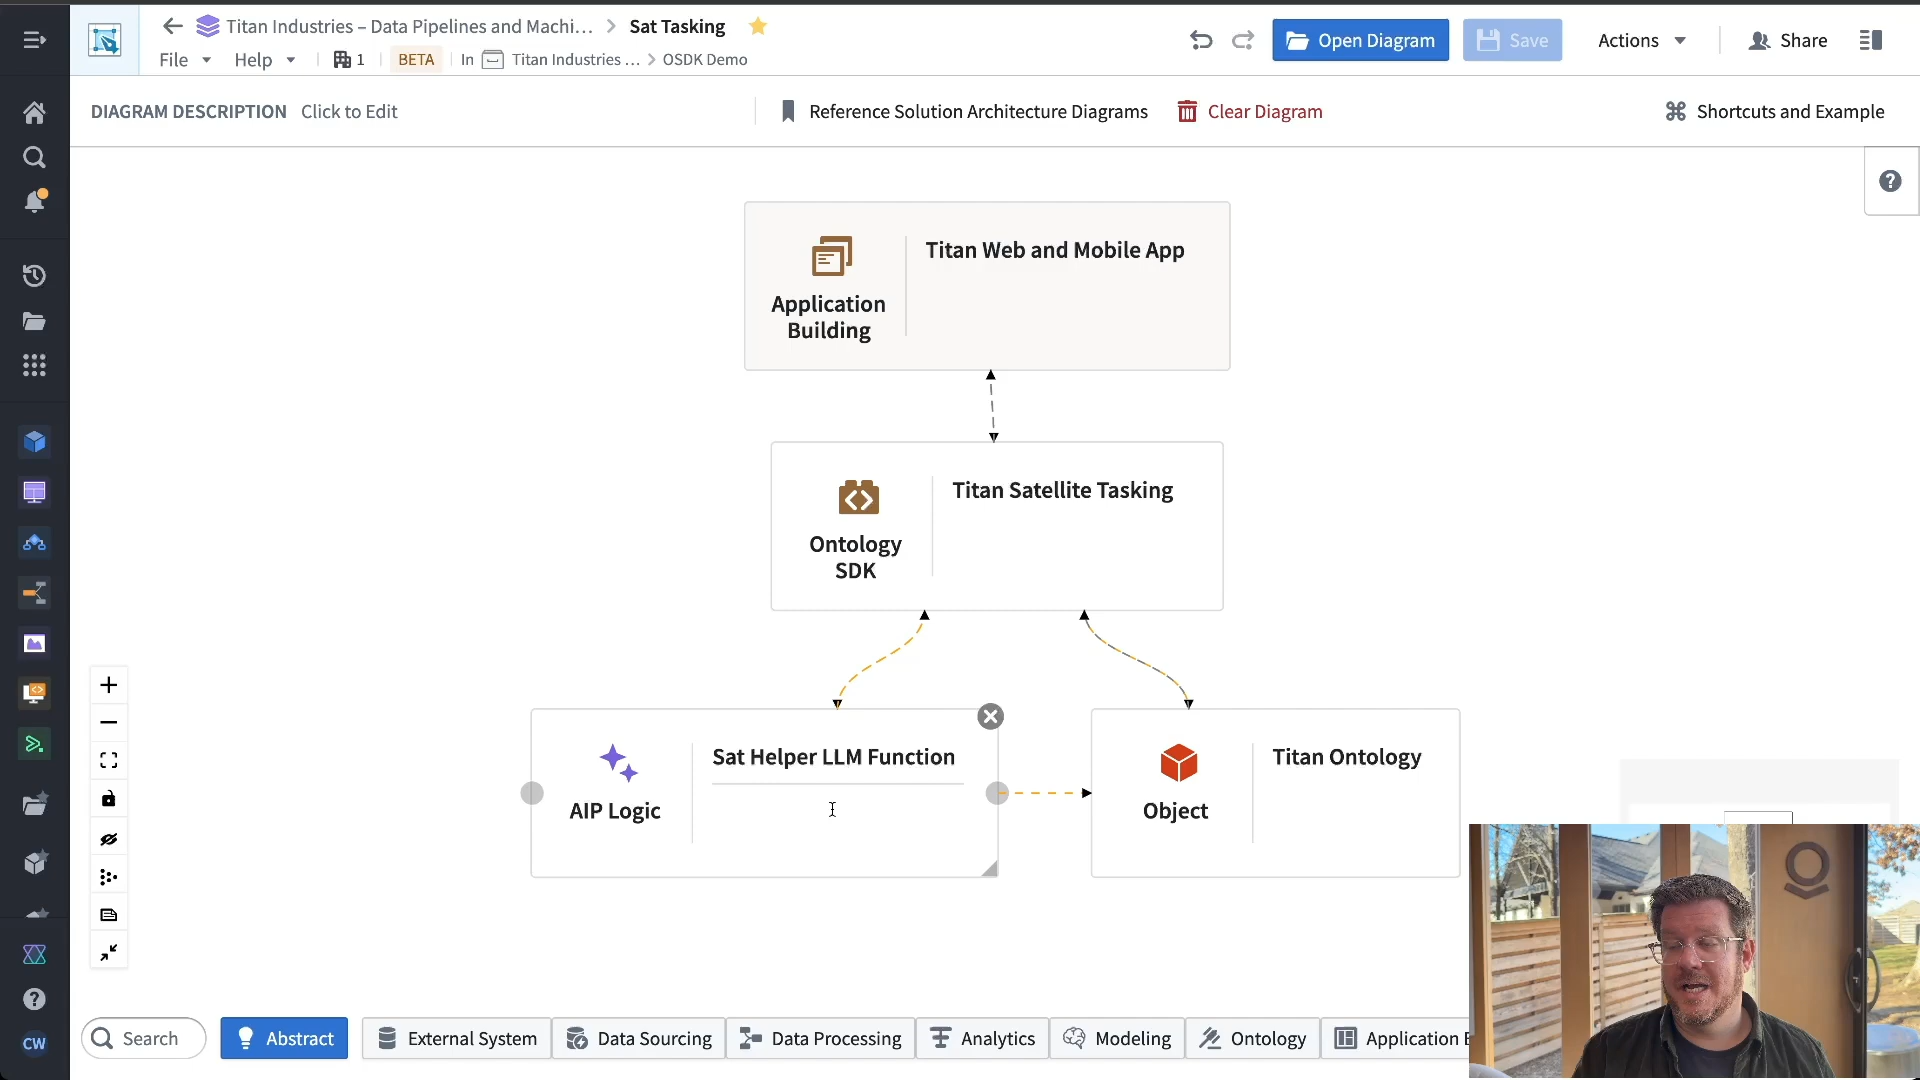 Titan Industries – Data Pipelines and Machi... > Sat Tasking
File Help 1 BETA In Titan Industries ... > OSDK Demo
Open Diagram Save Actions Share
DIAGRAM DESCRIPTION Click to Edit
Reference Solution Architecture Diagrams Clear Diagram
Shortcuts and Example
Titan Web and Mobile App
Application
Building
Titan Satellite Tasking
Ontology
SDK
Sat Helper LLM Function
AIP Logic
Titan Ontology
Object
CW
Search Abstract External System Data Sourcing Data Processing Analytics Modeling Ontology Application